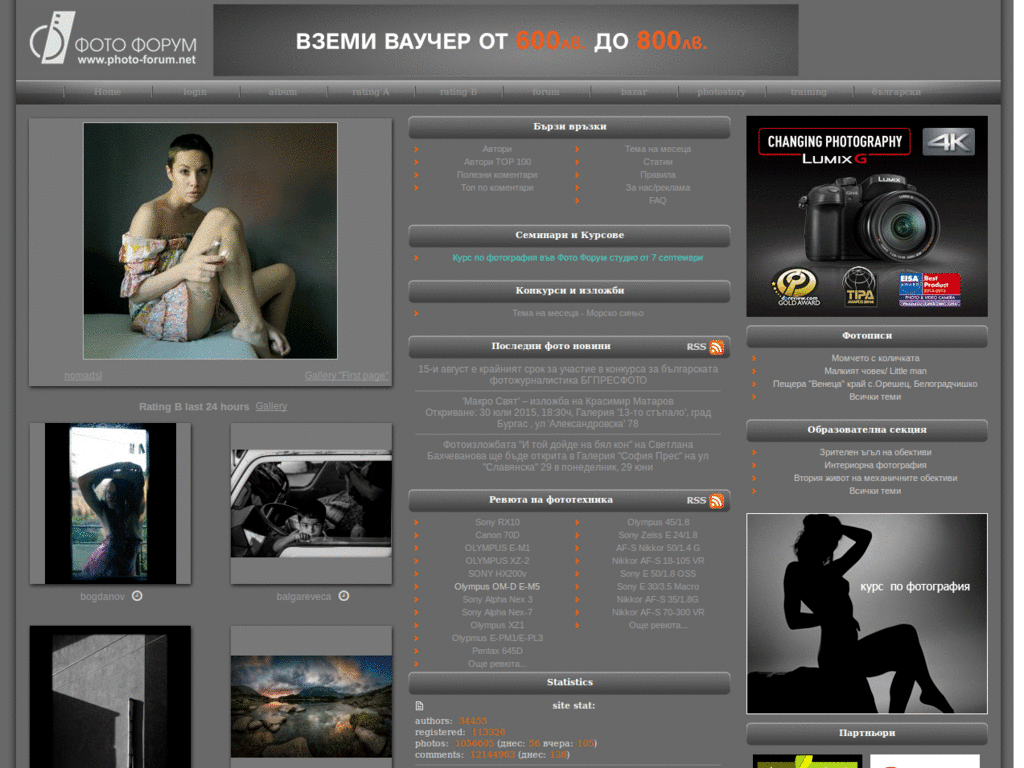 ФОТО ФОРУМ
www.photo-forum.net
ВЗЕМИ ВАУЧЕР ОТ 600лв. ДО 800лв.
Home login album rating A rating B forum bazar photostory training български
nomadsl Gallery "First page"
Rating B last 24 hours Gallery
bogdanov
balgareveca
Бързи връзки
Автори
Автори TOP 100
Полезни коментари
Топ по коментари
Тема на месеца
Статии
Правила
За нас/реклама
FAQ
Семинари и Курсове
Курс по фотография във Фото Форум студио от 7 септември
Конкурси и изложби
Тема на месеца - Морско синьо
Последни фото новини RSS
15-и август е крайният срок за участие в конкурса за българската
фотожурналистика БГПРЕСФОТО
'Макро Свят' – изложба на Красимир Матаров
Откриване: 30 юли 2015, 18:30ч, Галерия '13-то стъпало', град
Бургас , ул 'Александровска' 78
Фотоизложбата "И той дойде на бял кон" на Светлана
Бахчеванова ще бъде открита в Галерия "София Прес" на ул
"Славянска" 29 в понеделник, 29 юни
Ревюта на фототехника RSS
Sony RX10
Canon 70D
OLYMPUS E-M1
OLYMPUS XZ-2
SONY HX200v
Olympus OM-D E-M5
Sony Alpha Nex 3
Sony Alpha Nex-7
Olympus XZ1
Olypmus E-PM1/E-PL3
Pentax 645D
Още ревюта...
Olympus 45/1.8
Sony Zeiss E 24/1.8
AF-S Nikkor 50/1.4 G
Nikkor AF-S 18-105 VR
Sony E 50/1.8 OSS
Sony E 30/3.5 Macro
Nikkor AF-S 35/1.8G
Nikkor AF-S 70-300 VR
Още ревюта...
Statistics
site stat:
authors: 34455
registered: 113326
photos: 1056695 (днес: 56 вчера: 105)
comments: 12144963 (днес: 138)
CHANGING PHOTOGRAPHY 4K
LUMIX G
LUMIX
dpreview.com
GOLD AWARD
TIPA
EISA
AWARD
Best
Product
Фотописи
Момчето с количката
Малкият човек/ Little man
Пещера "Венеца" край с.Орешец, Белоградчишко
Всички теми
Образователна секция
Зрителен ъгъл на обективи
Интериорна фотография
Втория живот на механичните обективи
Всички теми
курс по фотография
Партньори